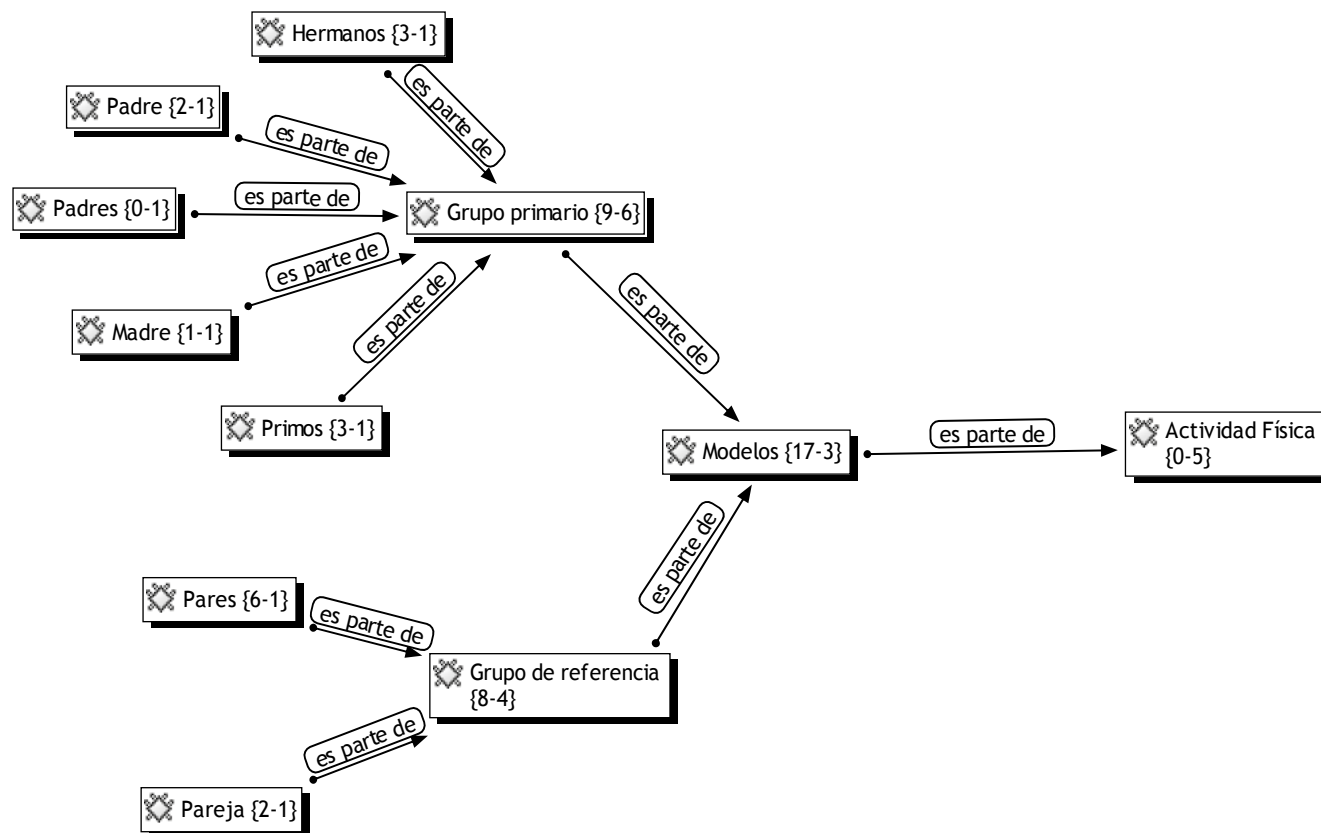 Hermanos {3-1}
es parte de
Padre {2-1}
es parte de
Padres {0-1}
es parte de
Grupo primario {9-6}
es parte de
Madre {1-1}
es parte de
es parte de
Primos {3-1}
Modelos {17-3}
es parte de
Actividad Física
{0-5}
es parte de
Pares {6-1}
es parte de
Grupo de referencia
{8-4}
es parte de
Pareja {2-1}